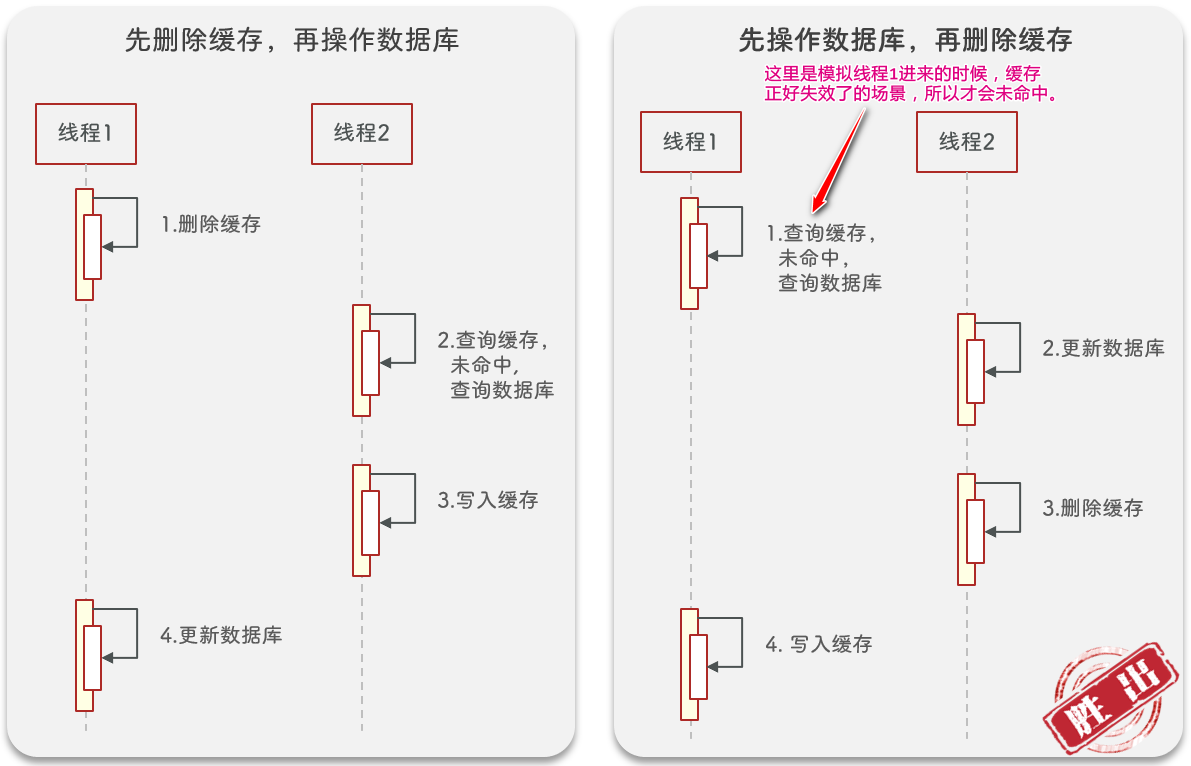 先删除缓存，再操作数据库
线程1
线程2
1.删除缓存
2.查询缓存，
未命中，
查询数据库
3.写入缓存
4.更新数据库
先操作数据库，再删除缓存
这里是模拟线程1进来的时候，缓存
正好失效了的场景，所以才会未命中。
线程1
线程2
1.查询缓存，
未命中，
查询数据库
2.更新数据库
3.删除缓存
4. 写入缓存
胜出